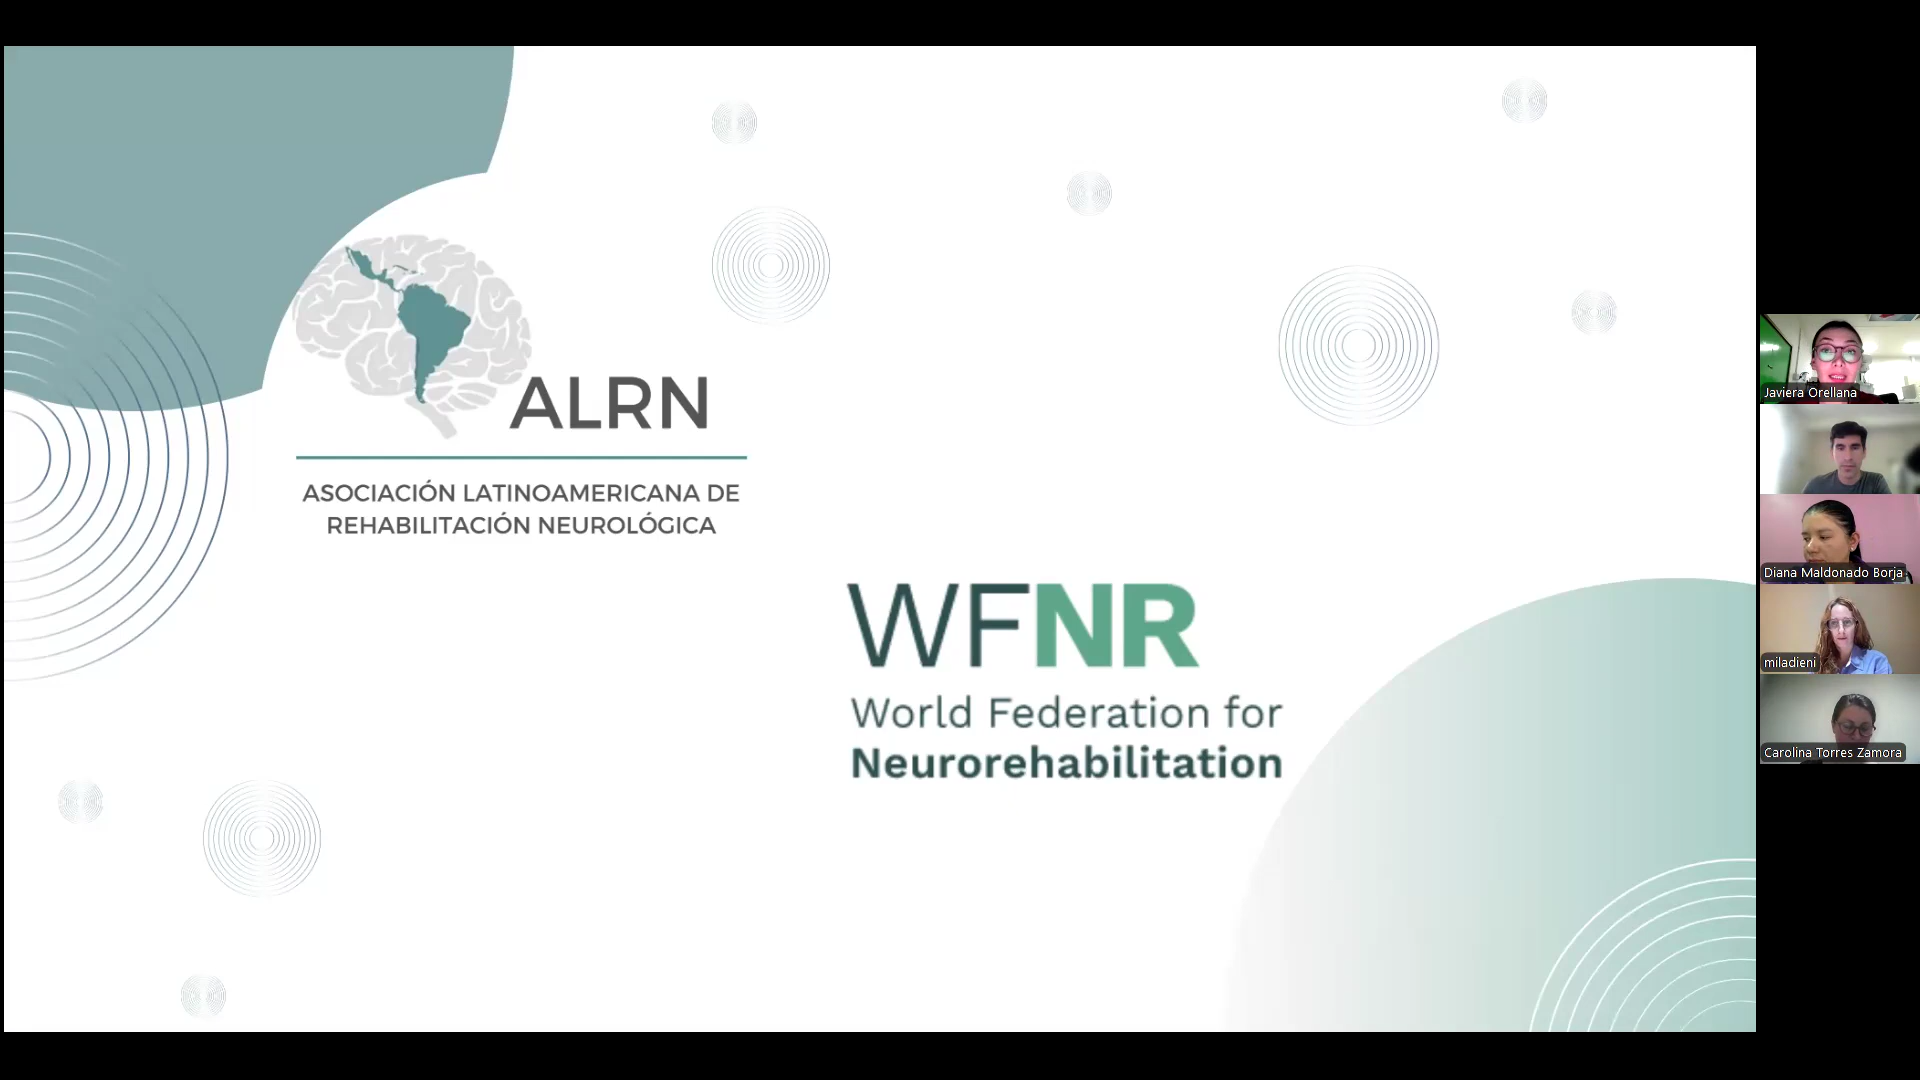 ALRN
ASOCIACIÓN LATINOAMERICANA DE
REHABILITACIÓN NEUROLÓGICA
WFNR
World Federation for
Neurorehabilitation
Javiera Orellana
Diana Maldonado Borja
miladieni
Carolina Torres Zamora